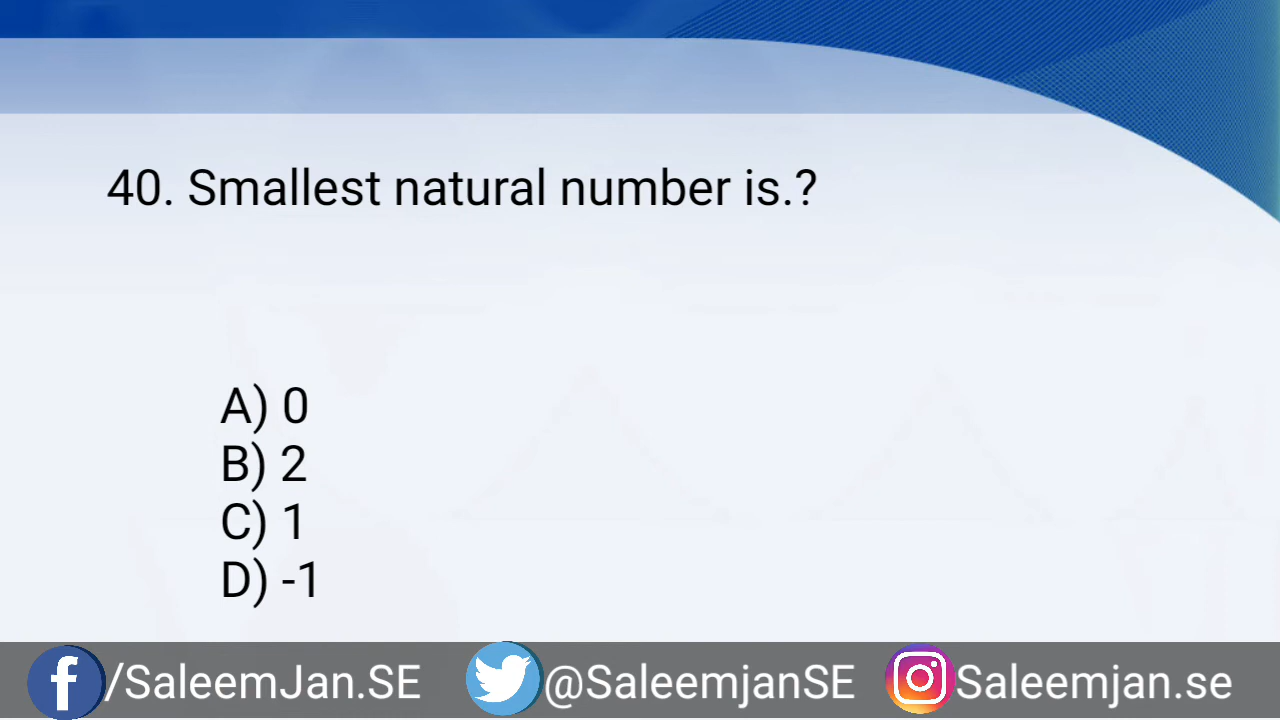 40. Smallest natural number is.?
A) 0
B) 2
C) 1
D) -1
/SaleemJan.SE @SaleemjanSE Saleemjan.se